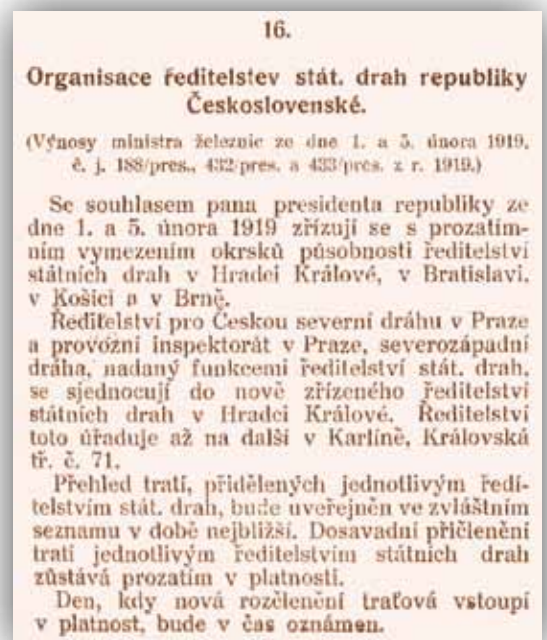 16.
Organisace ředitelstev stát. drah republiky
Československé.
(Výnosy ministra železnic ze dne 1. a 5. února 1919,
č. j. 188/pres., 432/pres. a 433/pres. z r. 1919.)
Se souhlasem pana presidenta republiky ze
dne 1. a 5. února 1919 zřizují se s prozatím-
ním vymezením okrsků působnosti ředitelství
státních drah v Hradci Králové, v Bratislavi,
v Košici a v Brně.
Ředitelství pro Českou severní dráhu v Praze
a provozní inspektorát v Praze, severozápadní
dráha, nadaný funkcemi ředitelství stát. drah,
se sjednocují do nově zřízeného ředitelství
státních drah v Hradci Králové. Ředitelství
toto úřaduje až na další v Karlíně, Královská
tř. č. 71.
Přehled tratí, přidělených jednotlivým ředi-
telstvím stát. drah, bude uveřejněn ve zvláštním
seznamu v době nejbližší. Dosavadní přičlenění
tratí jednotlivým ředitelstvím státních drah
zůstává prozatím v platnosti.
Den, kdy nová rozdělení traťová vstoupí
v platnost, bude v čas oznámen.